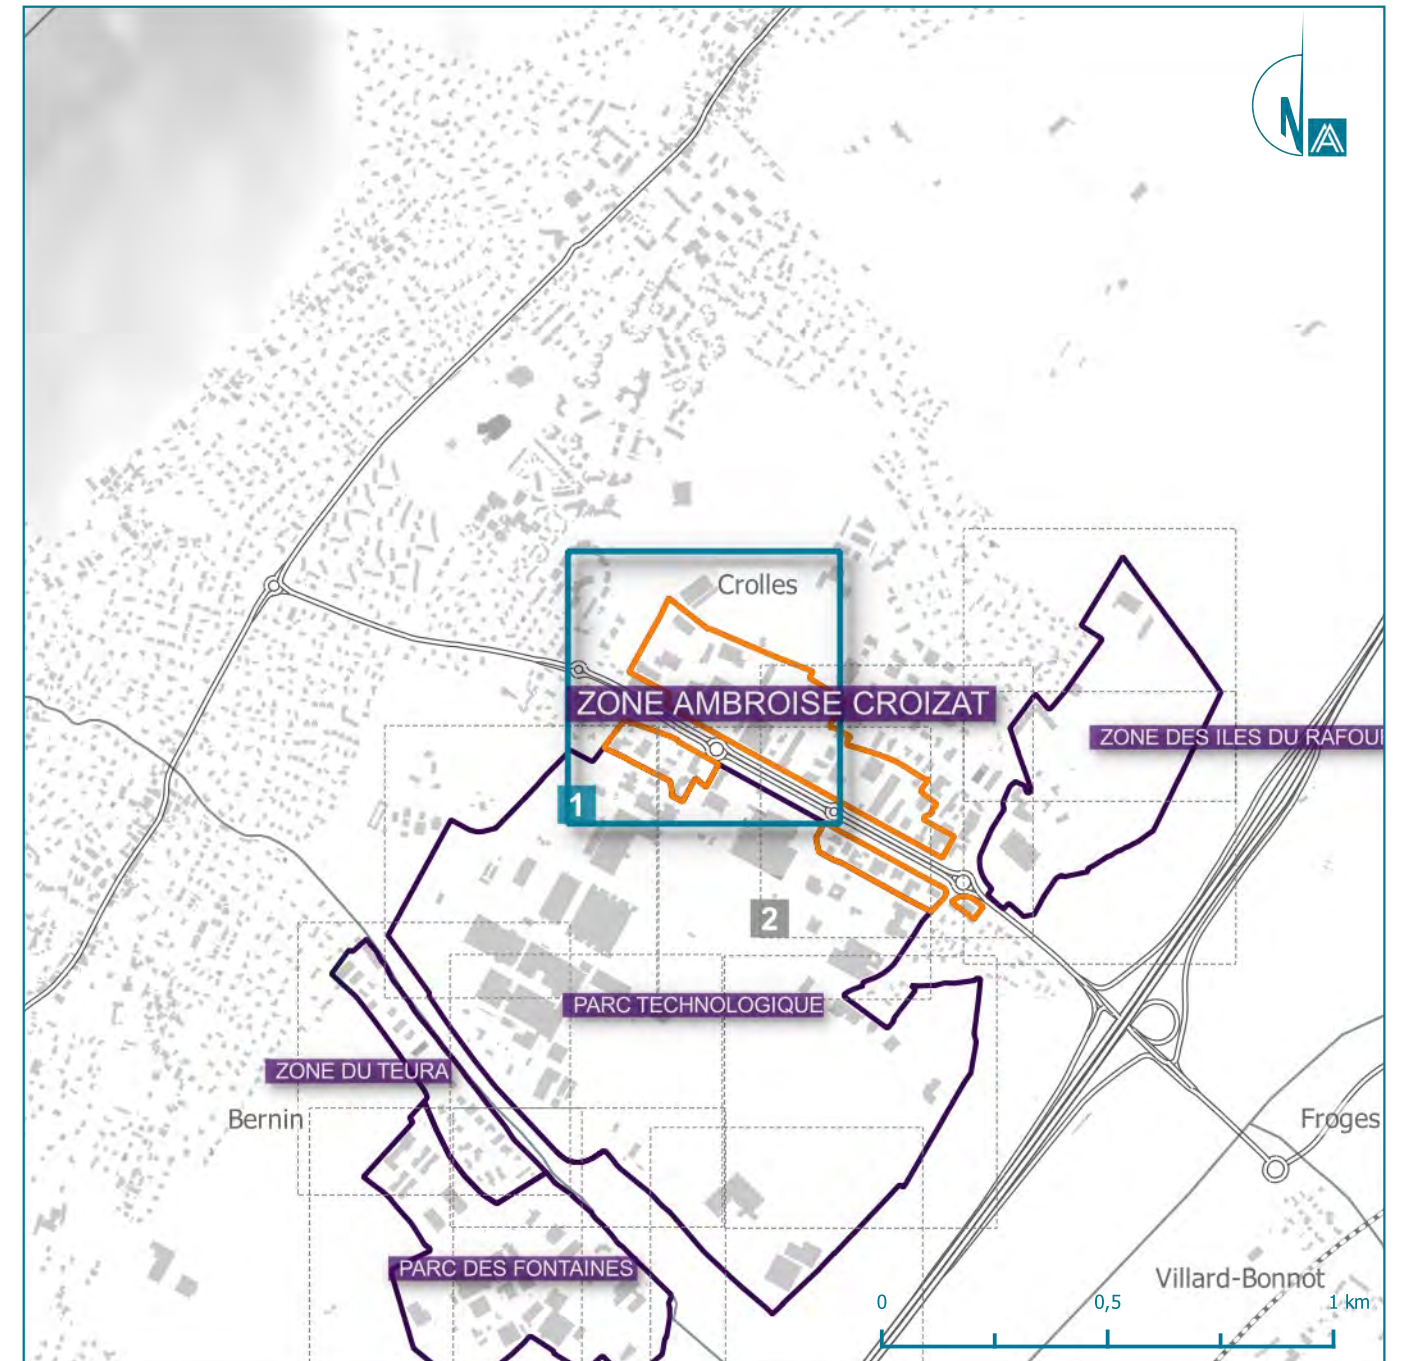 N
Crolles
ZONE AMBROISE CROIZAT
ZONE DES ILES DU RAFOU
1
2
PARC TECHNOLOGIQUE
ZONE DU TEURA
Bernin
Froges
PARC DES FONTAINES
Villard-Bonnot
0 0,5 1 km